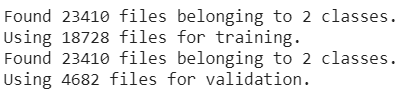 Found 23410 files belonging to 2 classes.
Using 18728 files for training.
Found 23410 files belonging to 2 classes.
Using 4682 files for validation.